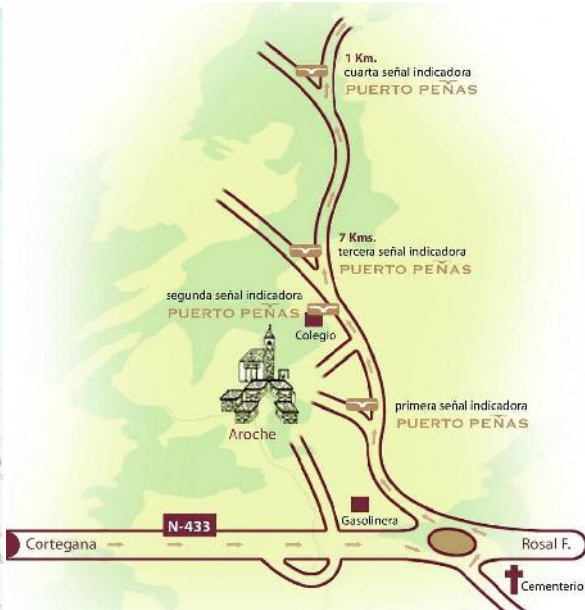 1 Km.
cuarta señal indicadora
PUERTO PEÑAS
7 Kms.
tercera señal indicadora
PUERTO PEÑAS
segunda señal indicadora
PUERTO PEÑAS
Colegio
primera señal indicadora
PUERTO PEÑAS
Aroche
Gasolinera
N-433
Cortegana
Rosal F.
Cementerio